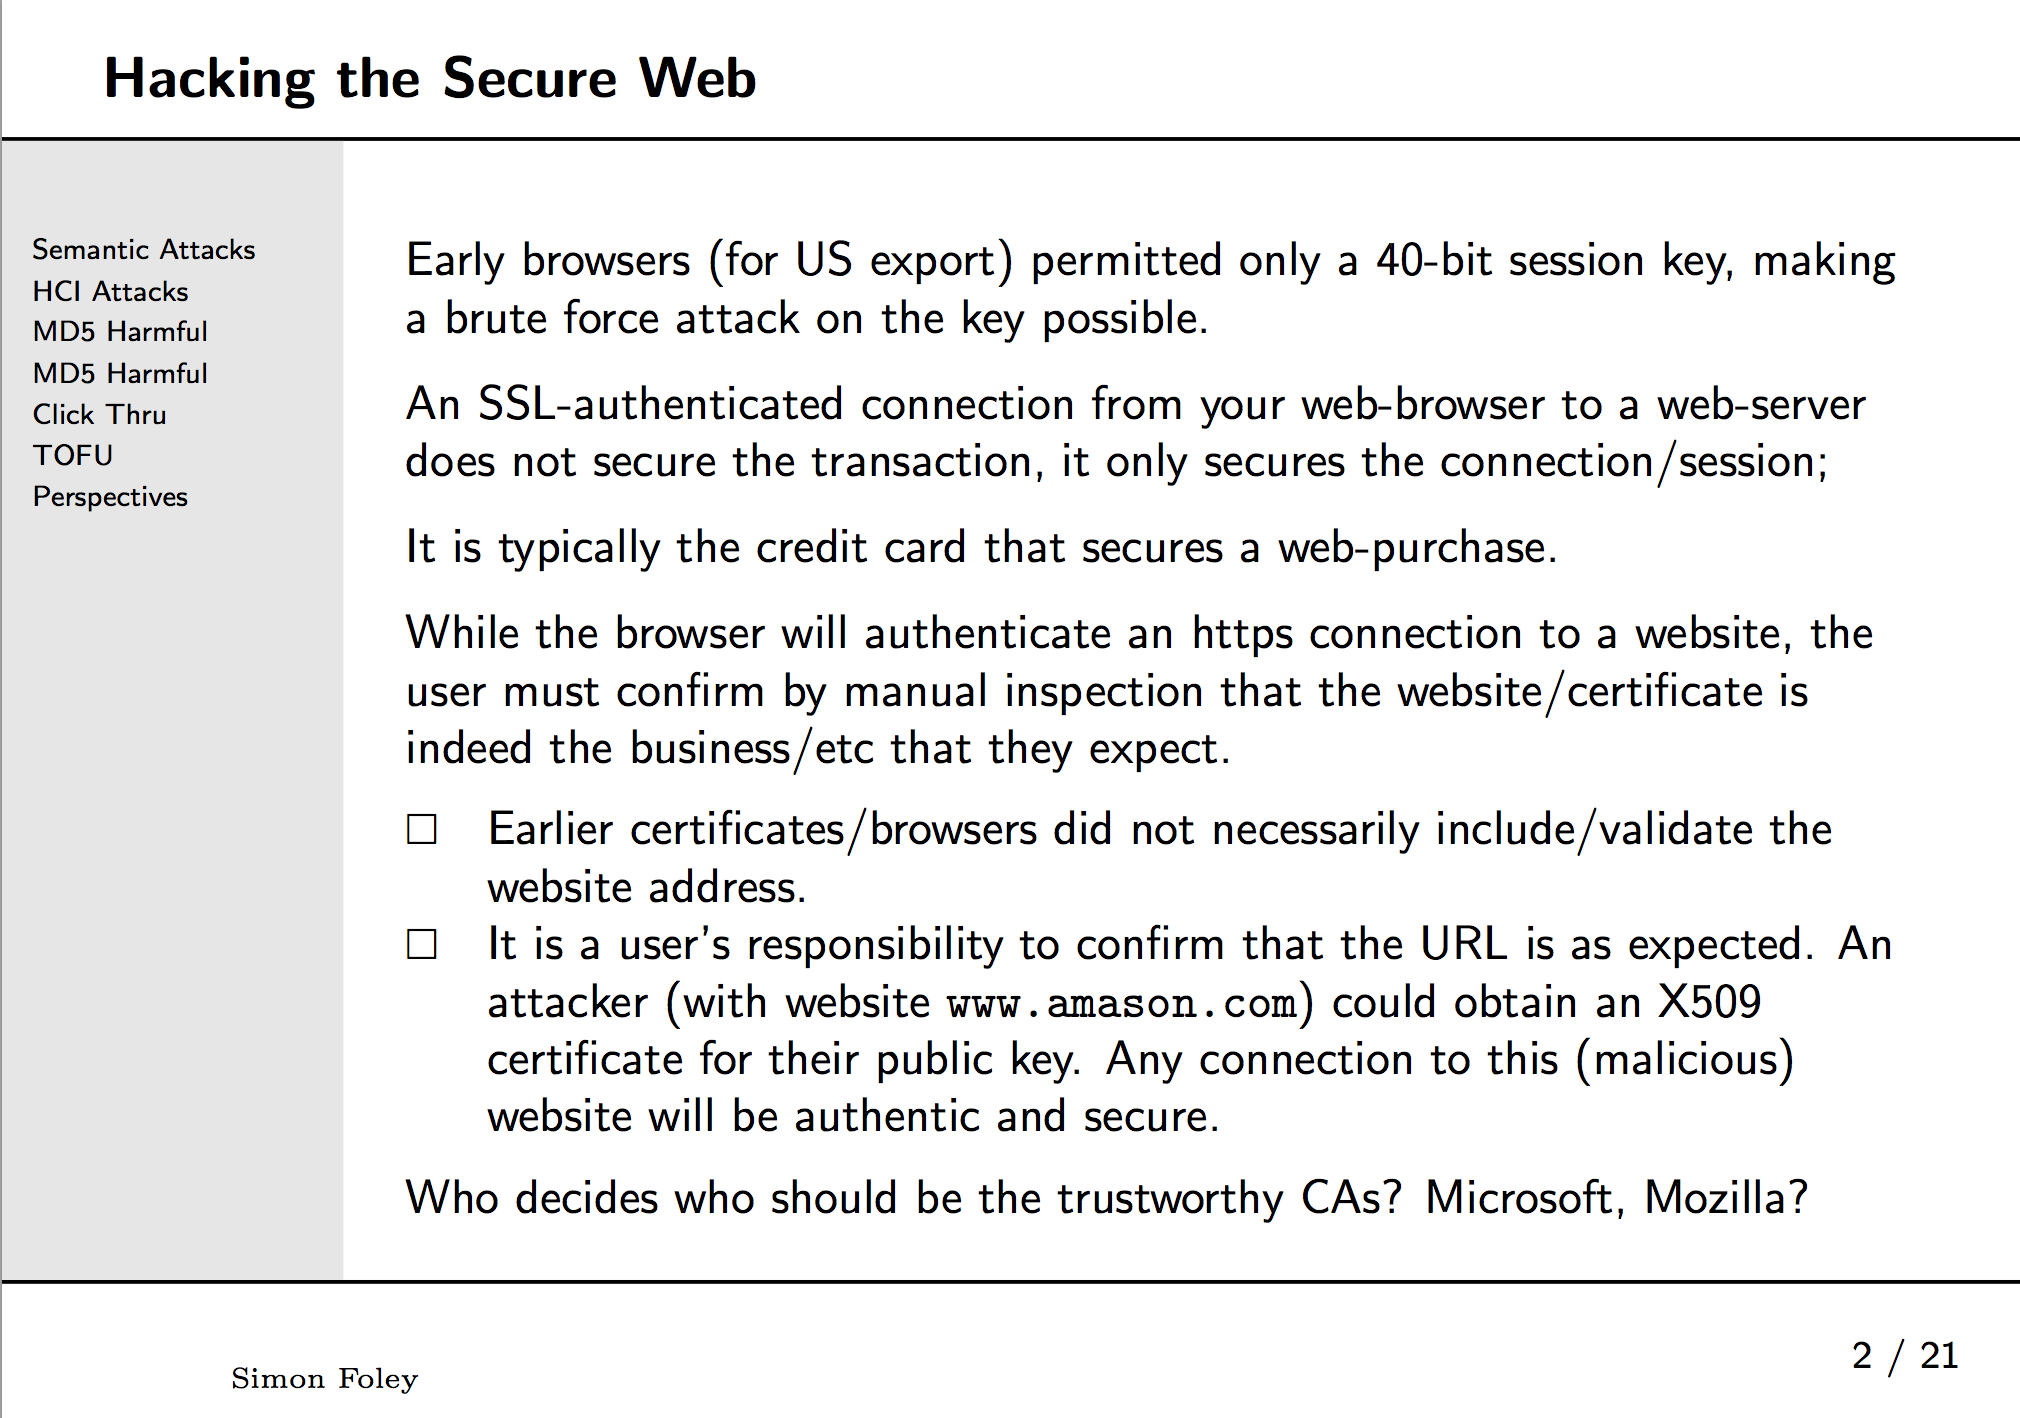 Hacking the Secure Web
Semantic Attacks
HCI Attacks
MD5 Harmful
MD5 Harmful
Click Thru
TOFU
Perspectives
Early browsers (for US export) permitted only a 40-bit session key, making
a brute force attack on the key possible.
An SSL-authenticated connection from your web-browser to a web-server
does not secure the transaction, it only secures the connection/session;
It is typically the credit card that secures a web-purchase.
While the browser will authenticate an https connection to a website, the
user must confirm by manual inspection that the website/certificate is
indeed the business/etc that they expect.
□ Earlier certificates/browsers did not necessarily include/validate the
website address.
□ It is a user's responsibility to confirm that the URL is as expected. An
attacker (with website www.amason.com) could obtain an X509
certificate for their public key. Any connection to this (malicious)
website will be authentic and secure.
Who decides who should be the trustworthy CAs? Microsoft, Mozilla?
Simon Foley
2 / 21